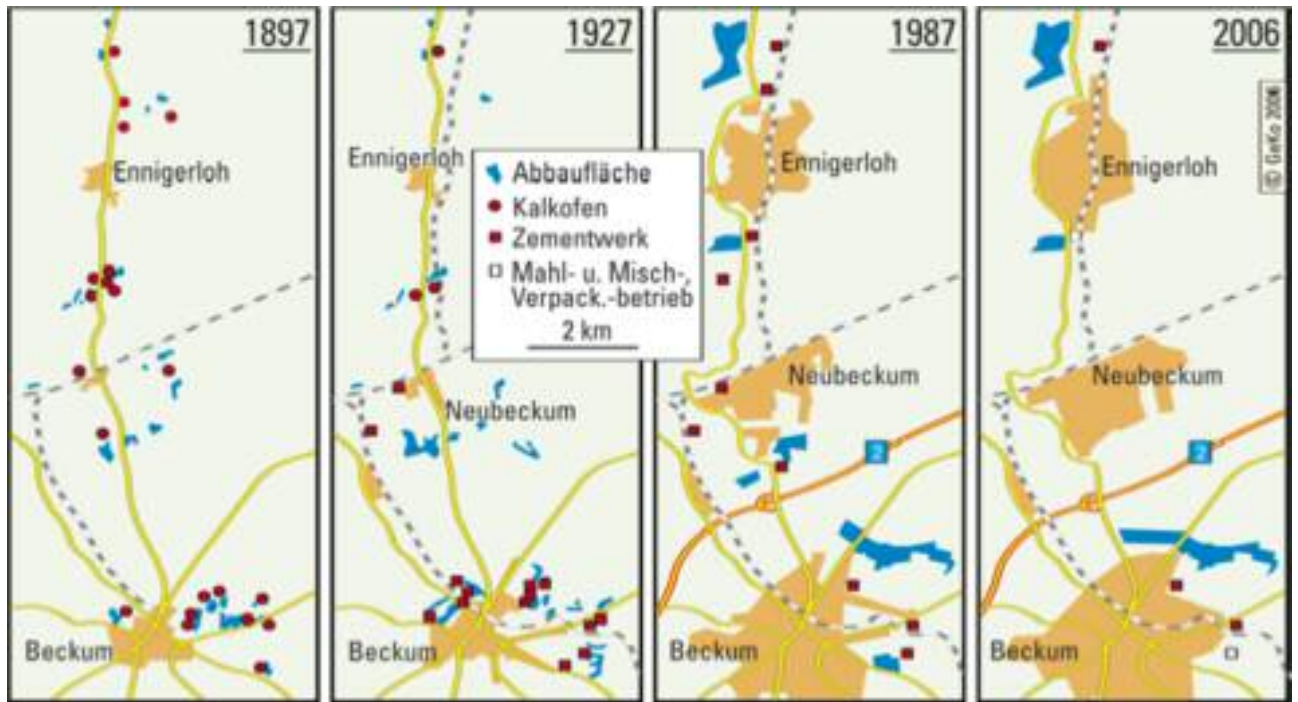 1897
1927
1987
2006
© GeKo 2006
Ennigerloh
Ennigerloh
Ennigerloh
Ennigerloh
Abbaufläche
Kalkofen
Zementwerk
Mahl- u. Misch-,
Verpack.-betrieb
2 km
Neubeckum
Neubeckum
Neubeckum
2
2
Beckum
Beckum
Beckum
Beckum